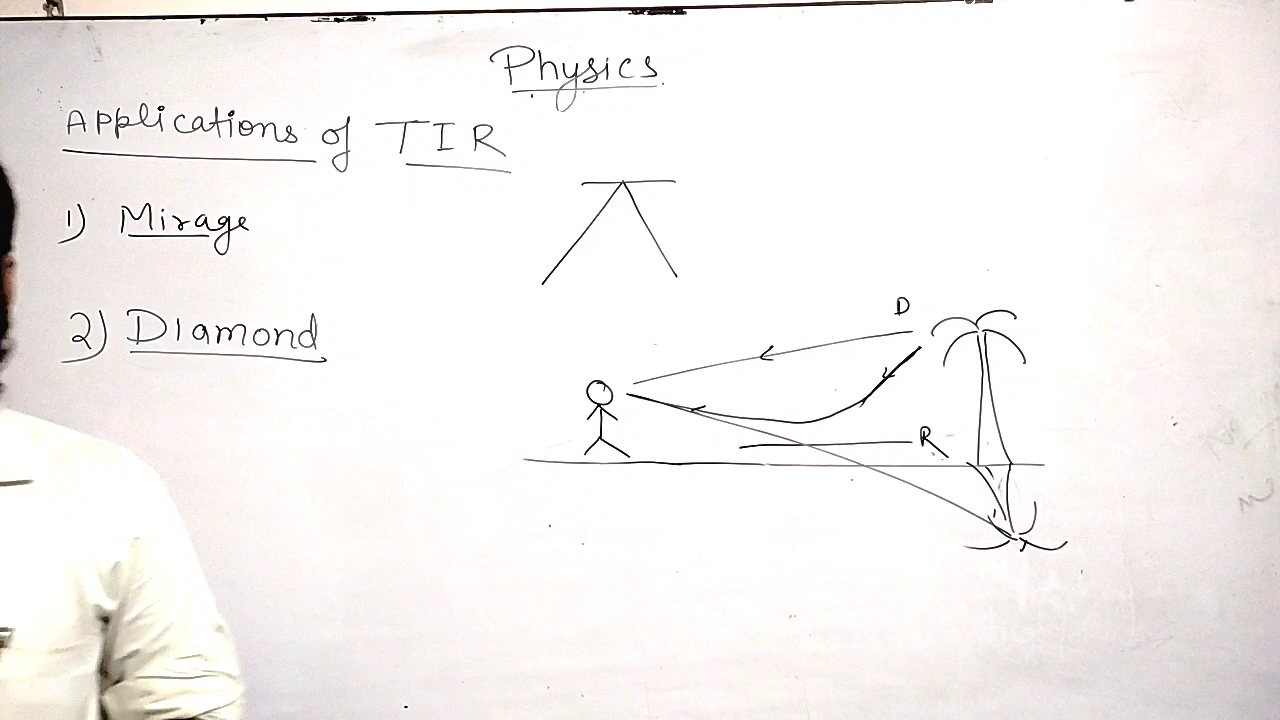 Physics
Applications of TIR
1) Mirage
2) Diamond
D
R